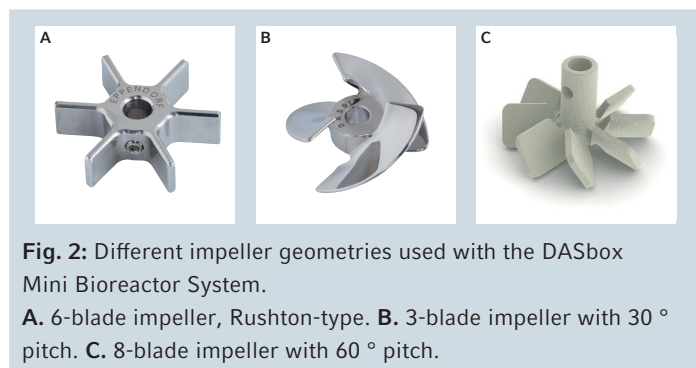 A
B
C
EPPENDORF
Fig. 2: Different impeller geometries used with the DASbox
Mini Bioreactor System.
A. 6-blade impeller, Rushton-type. B. 3-blade impeller with 30 °
pitch. C. 8-blade impeller with 60 ° pitch.